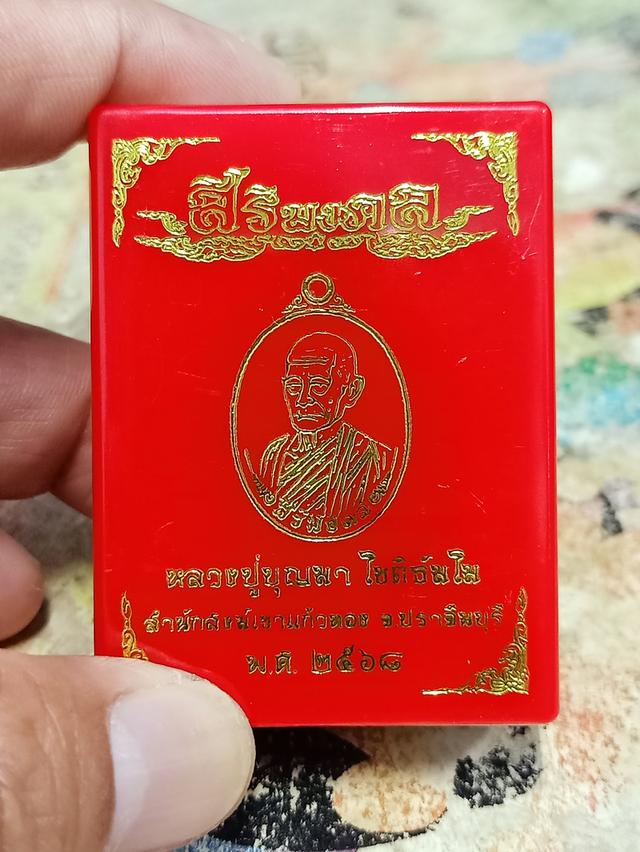 สิริมงคล
หลวงปู่บุญมา โชติธัมโม
สำนักสงฆ์เขาแก้วทอง จ.ปราจีนบุรี
พ.ศ. ๒๕๖๘